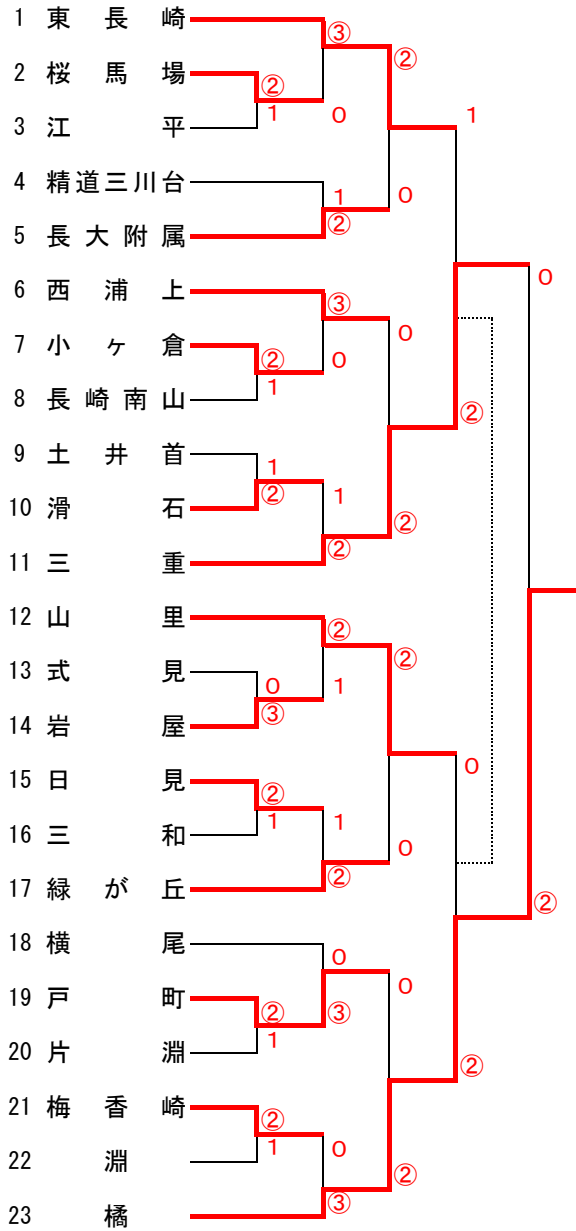 1 東長崎
③
②
2 桜馬場
②
1
0
1
3 江平
4 精道三川台
1
0
5 長大附属
②
0
6 西浦上
③
0
7 小ヶ倉
②
0
1
8 長崎南山
②
9 土井首
1
10 滑石
②
1
②
11 三重
②
12 山里
②
②
13 式見
0
1
14 岩屋
③
0
15 日見
②
1
1
0
16 三和
17 緑が丘
②
②
18 横尾
0
0
19 戸町
②
③
1
20 片淵
②
21 梅香崎
②
1
0
22 淵
②
23 橘
③